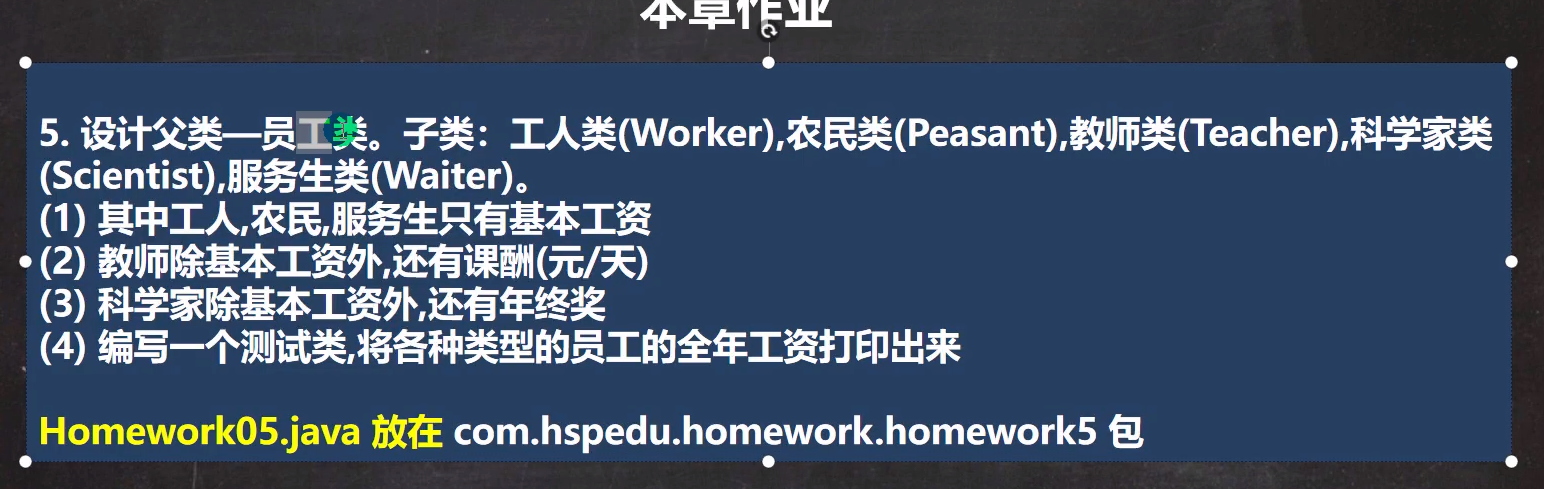 本章作业
5. 设计父类—员工类。子类：工人类(Worker),农民类(Peasant),教师类(Teacher),科学家类
(Scientist),服务生类(Waiter)。
(1) 其中工人,农民,服务生只有基本工资
(2) 教师除基本工资外,还有课酬(元/天)
(3) 科学家除基本工资外,还有年终奖
(4) 编写一个测试类,将各种类型的员工的全年工资打印出来
Homework05.java 放在 com.hspedu.homework.homework5 包